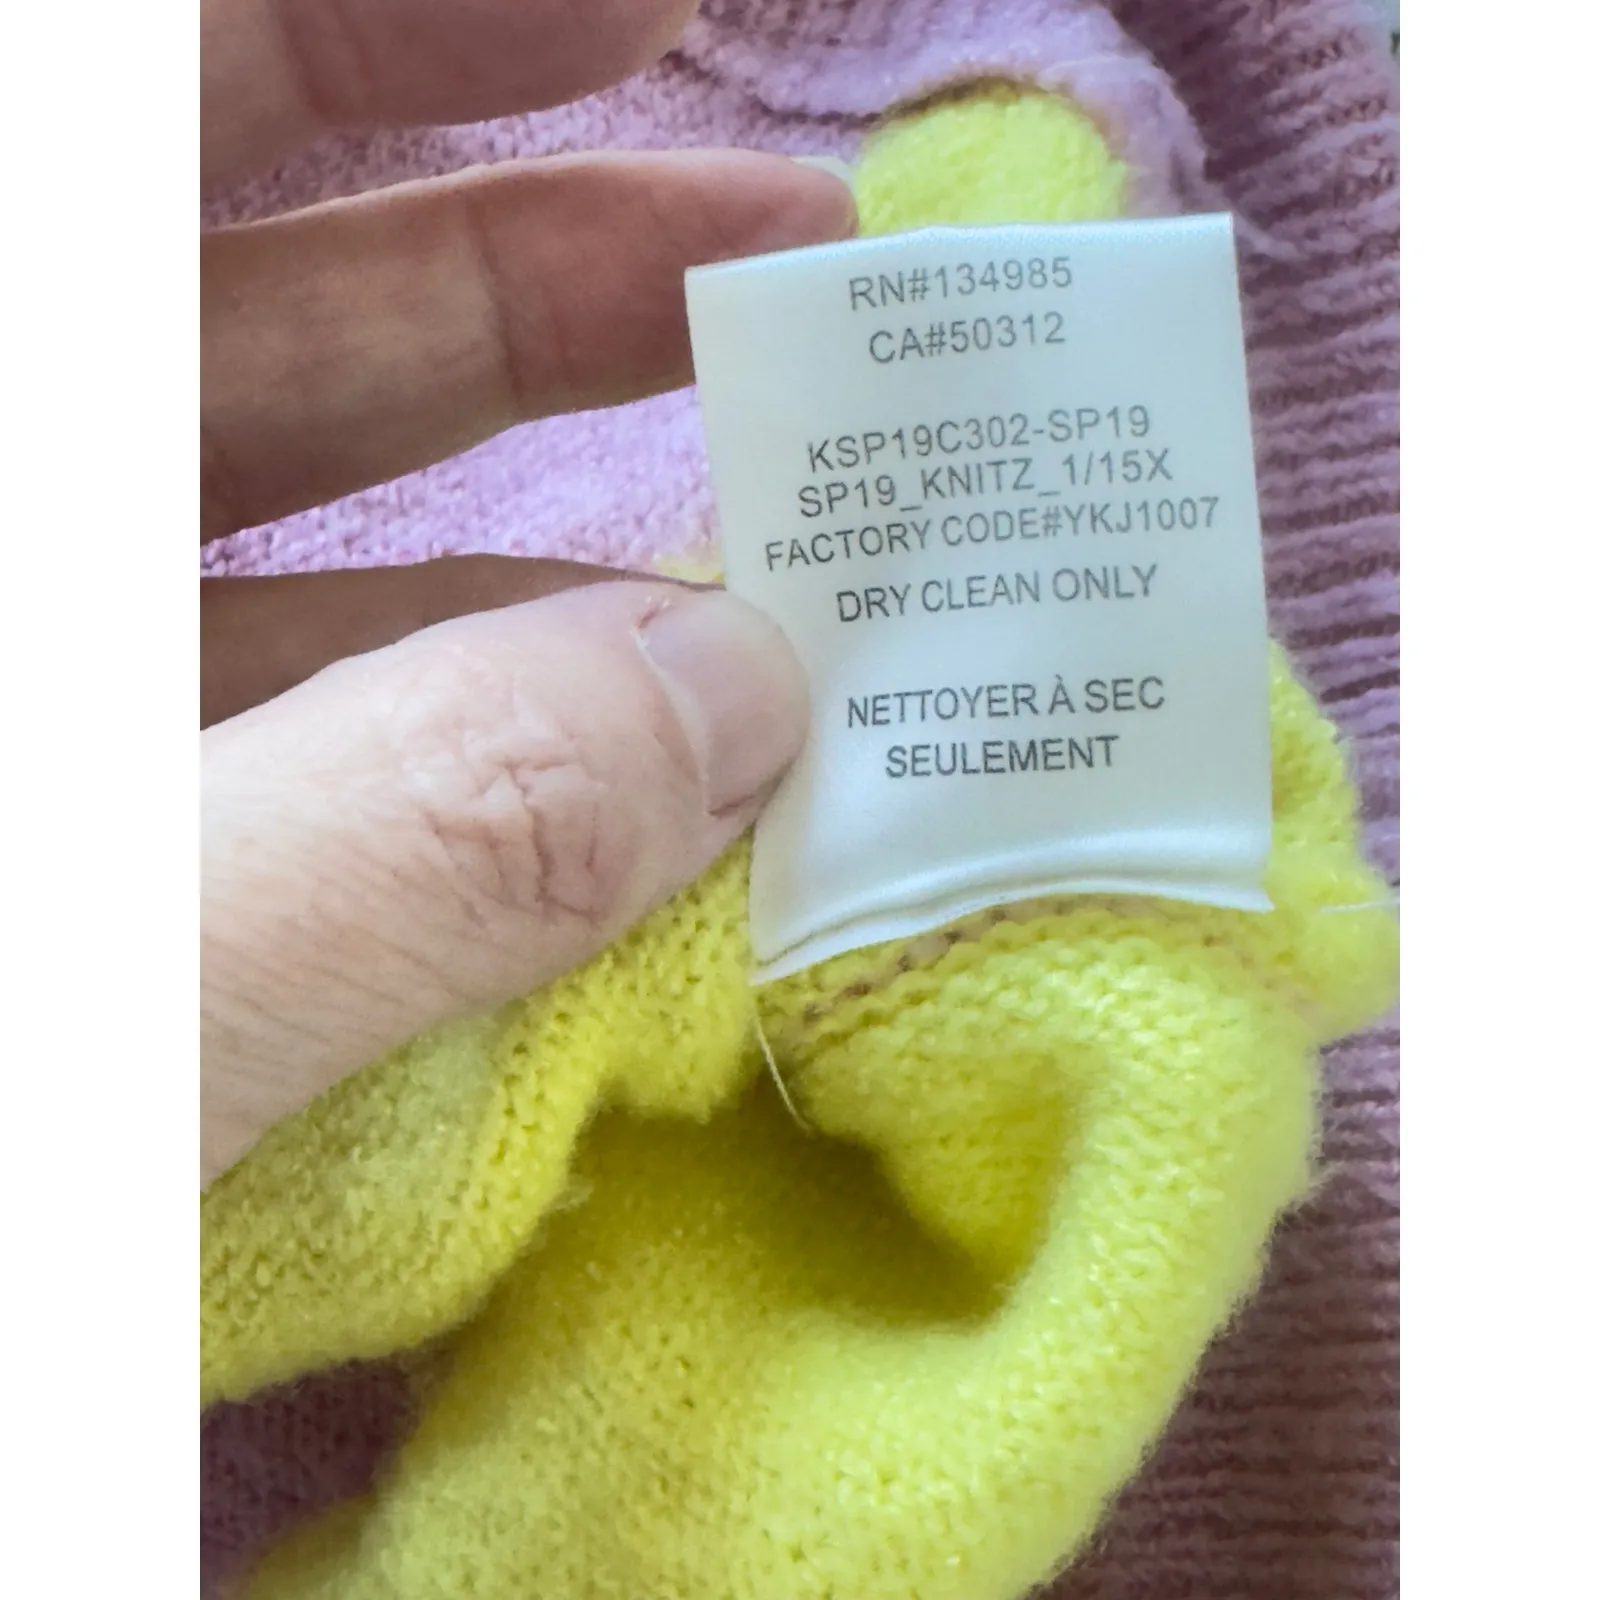 RN#134985
CA#50312
KSP19C302-SP19
SP19_KNITZ_1/15X
FACTORY CODE#YKJ1007
DRY CLEAN ONLY
NETTOYER À SEC
SEULEMENT